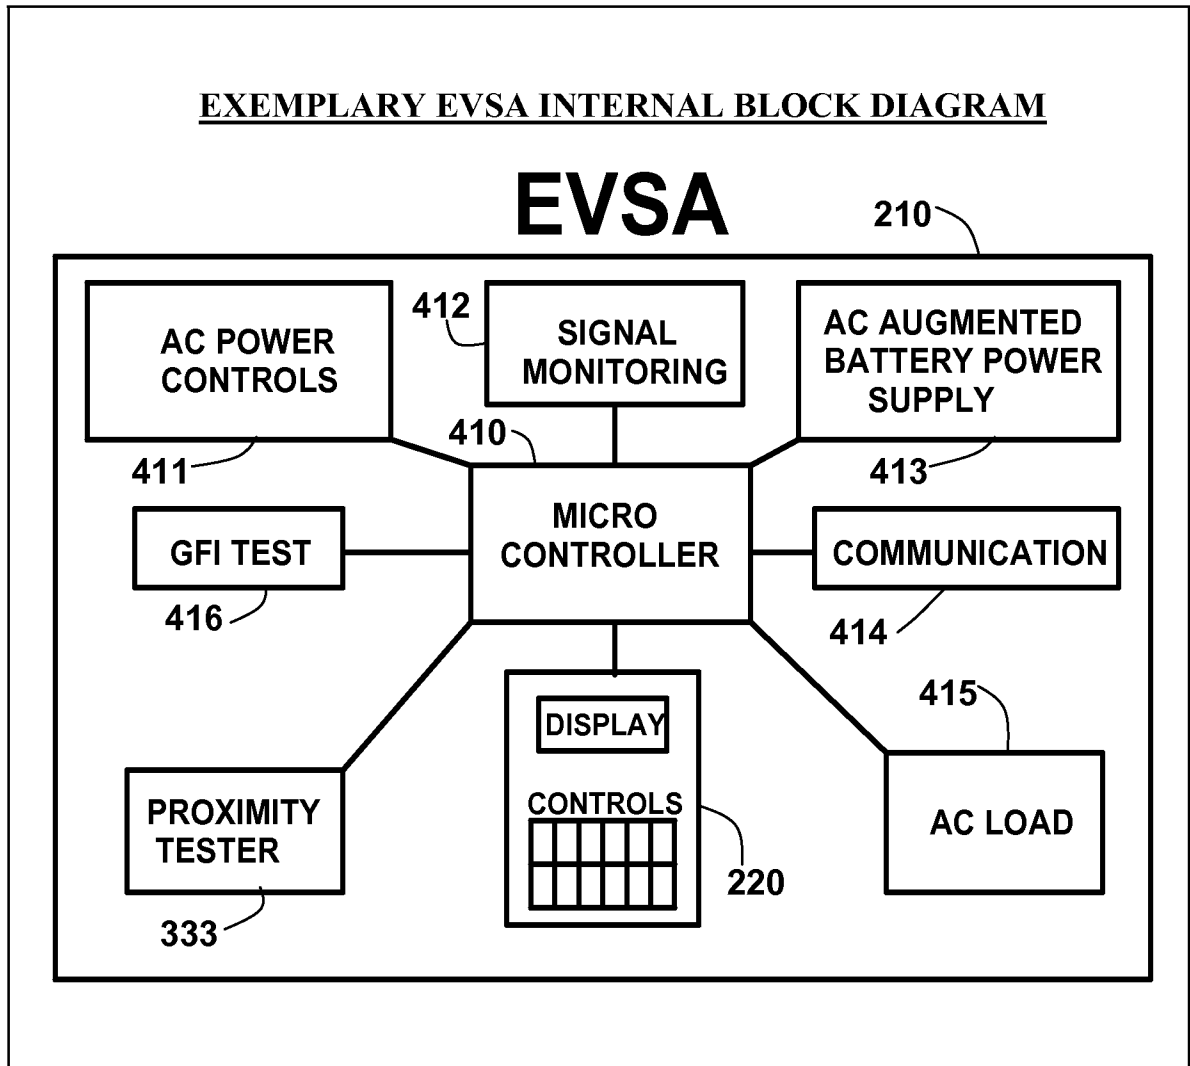 EXEMPLARY EVSA INTERNAL BLOCK DIAGRAM
EVSA
210
AC POWER
CONTROLS
411
412
SIGNAL
MONITORING
AC AUGMENTED
BATTERY POWER
SUPPLY
413
410
MICRO
CONTROLLER
GFI TEST
416
COMMUNICATION
414
DISPLAY
CONTROLS
220
415
AC LOAD
PROXIMITY
TESTER
333